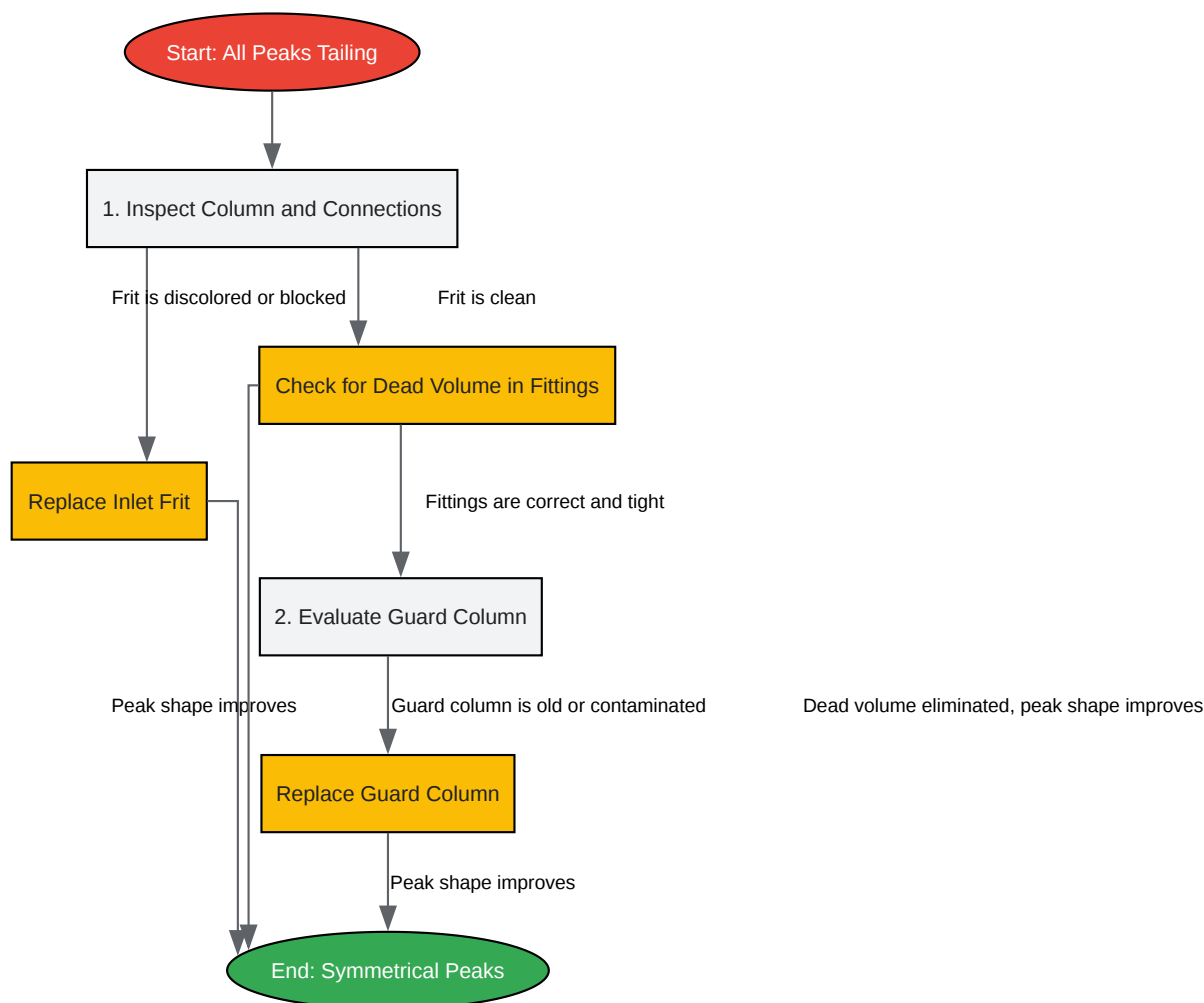 Start: All Peaks Tailing
1. Inspect Column and Connections
Frit is discolored or blocked
Frit is clean
Check for Dead Volume in Fittings
Replace Inlet Frit
Fittings are correct and tight
2. Evaluate Guard Column
Peak shape improves
Guard column is old or contaminated
Dead volume eliminated, peak shape improves
Replace Guard Column
Peak shape improves
End: Symmetrical Peaks